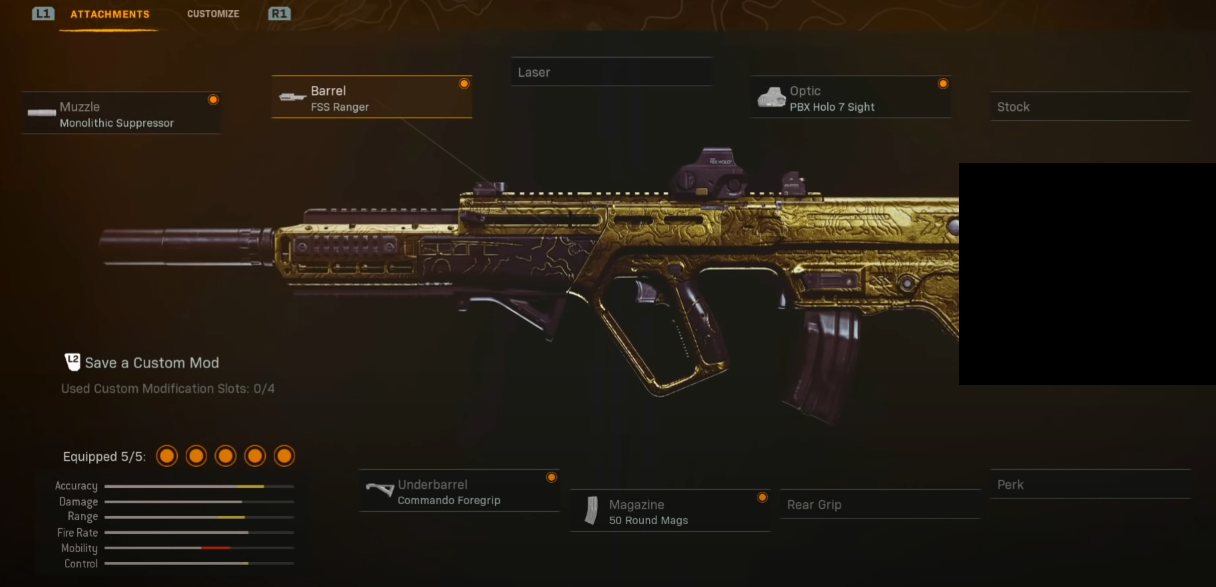 L1 ATTACHMENTS CUSTOMIZE R1
Laser
Barrel
FSS Ranger
Optic
PBX Holo 7 Sight
Muzzle
Monolithic Suppressor
Stock
L2 Save a Custom Mod
Used Custom Modification Slots: 0/4
Equipped 5/5:
Accuracy
Damage
Range
Fire Rate
Mobility
Control
Underbarrel
Commando Foregrip
Magazine
50 Round Mags
Rear Grip
Perk